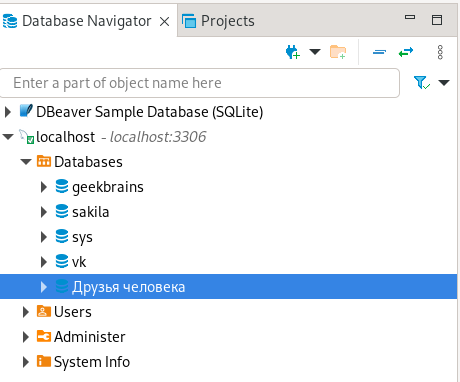 Database Navigator Projects
Enter a part of object name here
DBeaver Sample Database (SQLite)
localhost - localhost:3306
Databases
geekbrains
sakila
sys
vk
Друзья человека
Users
Administer
System Info